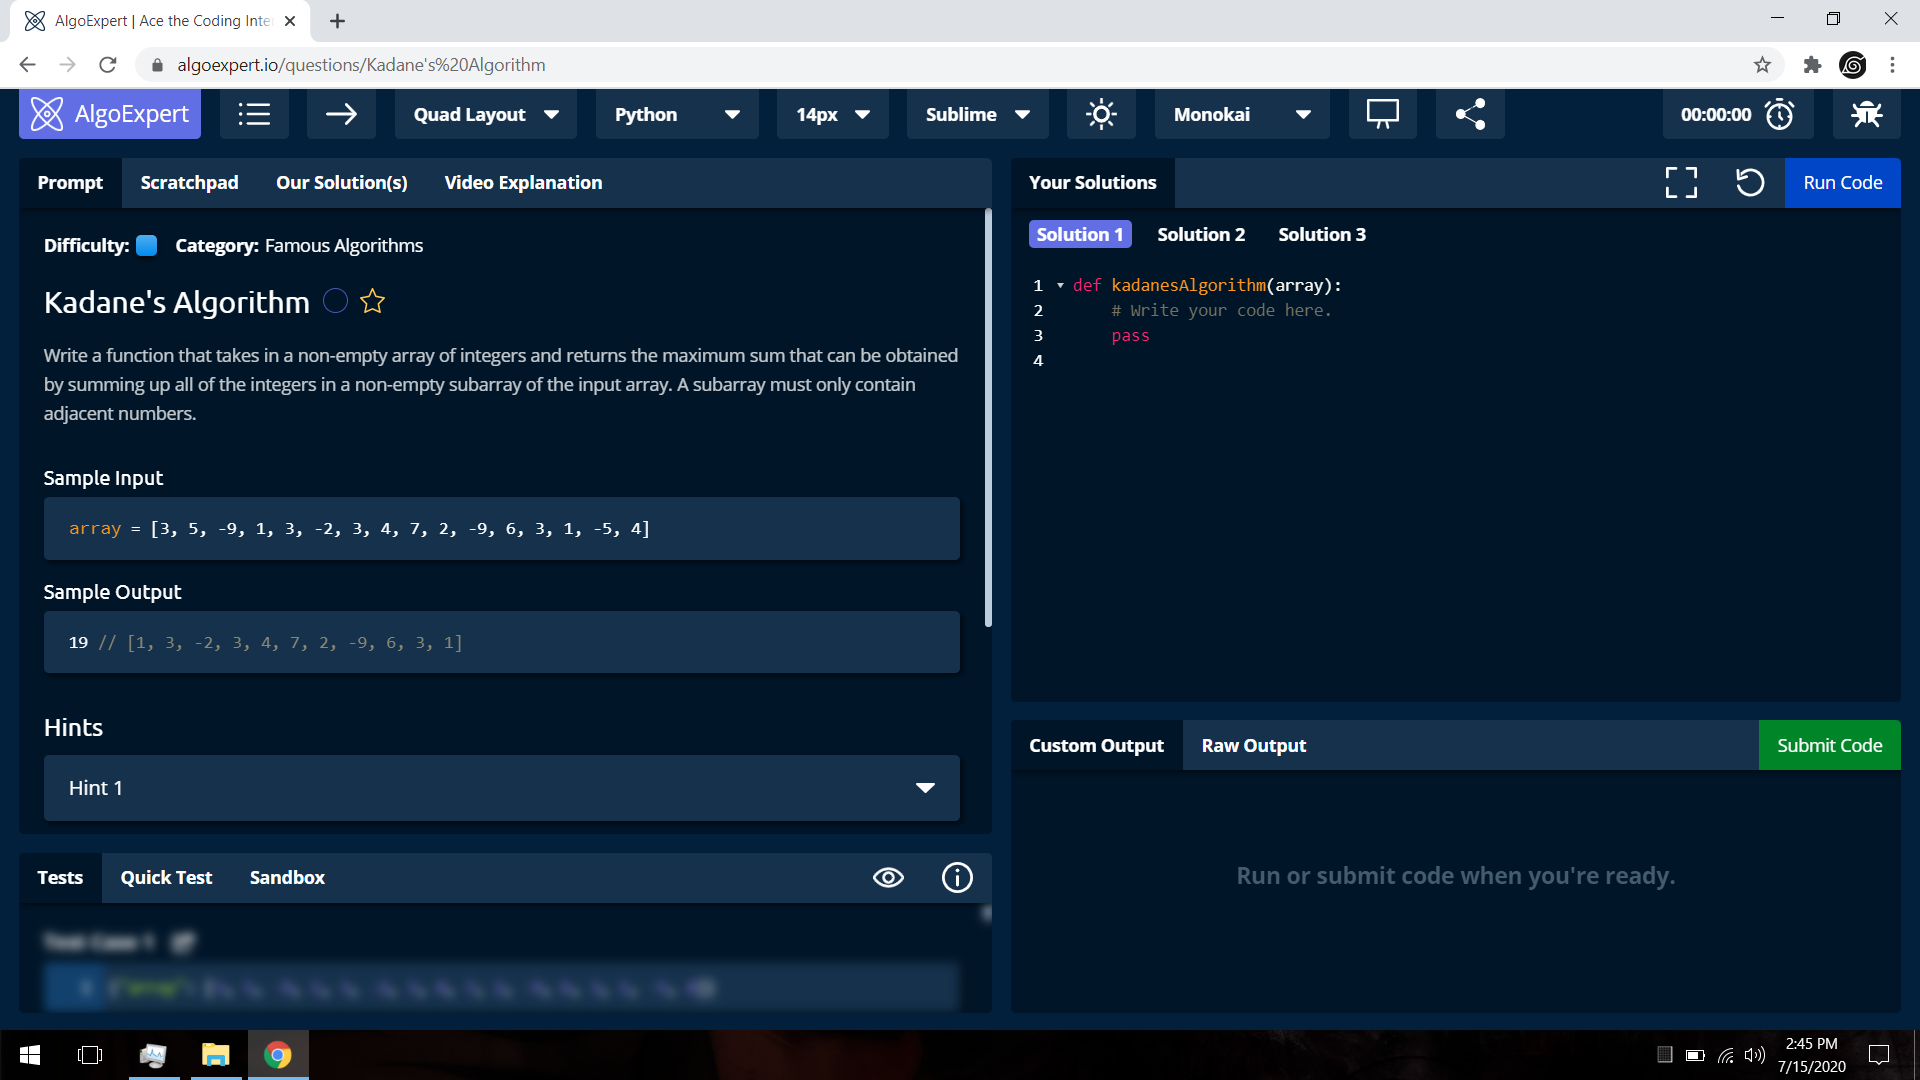 AlgoExpert | Ace the Coding Inter
algoexpert.io/questions/Kadane's%20Algorithm
AlgoExpert
Quad Layout
Python
14px
Sublime
Monokai
00:00:00
Prompt Scratchpad Our Solution(s) Video Explanation
Difficulty: Category: Famous Algorithms
Kadane's Algorithm
Write a function that takes in a non-empty array of integers and returns the maximum sum that can be obtained
by summing up all of the integers in a non-empty subarray of the input array. A subarray must only contain
adjacent numbers.
Sample Input
array = [3, 5, -9, 1, 3, -2, 3, 4, 7, 2, -9, 6, 3, 1, -5, 4]
Sample Output
19 // [1, 3, -2, 3, 4, 7, 2, -9, 6, 3, 1]
Hints
Hint 1
Tests Quick Test Sandbox
Test Case 1
Your Solutions
Run Code
Solution 1 Solution 2 Solution 3
1 def kadanesAlgorithm(array):
2 # Write your code here.
3 pass
4
Custom Output Raw Output
Submit Code
Run or submit code when you're ready.
2:45 PM
7/15/2020